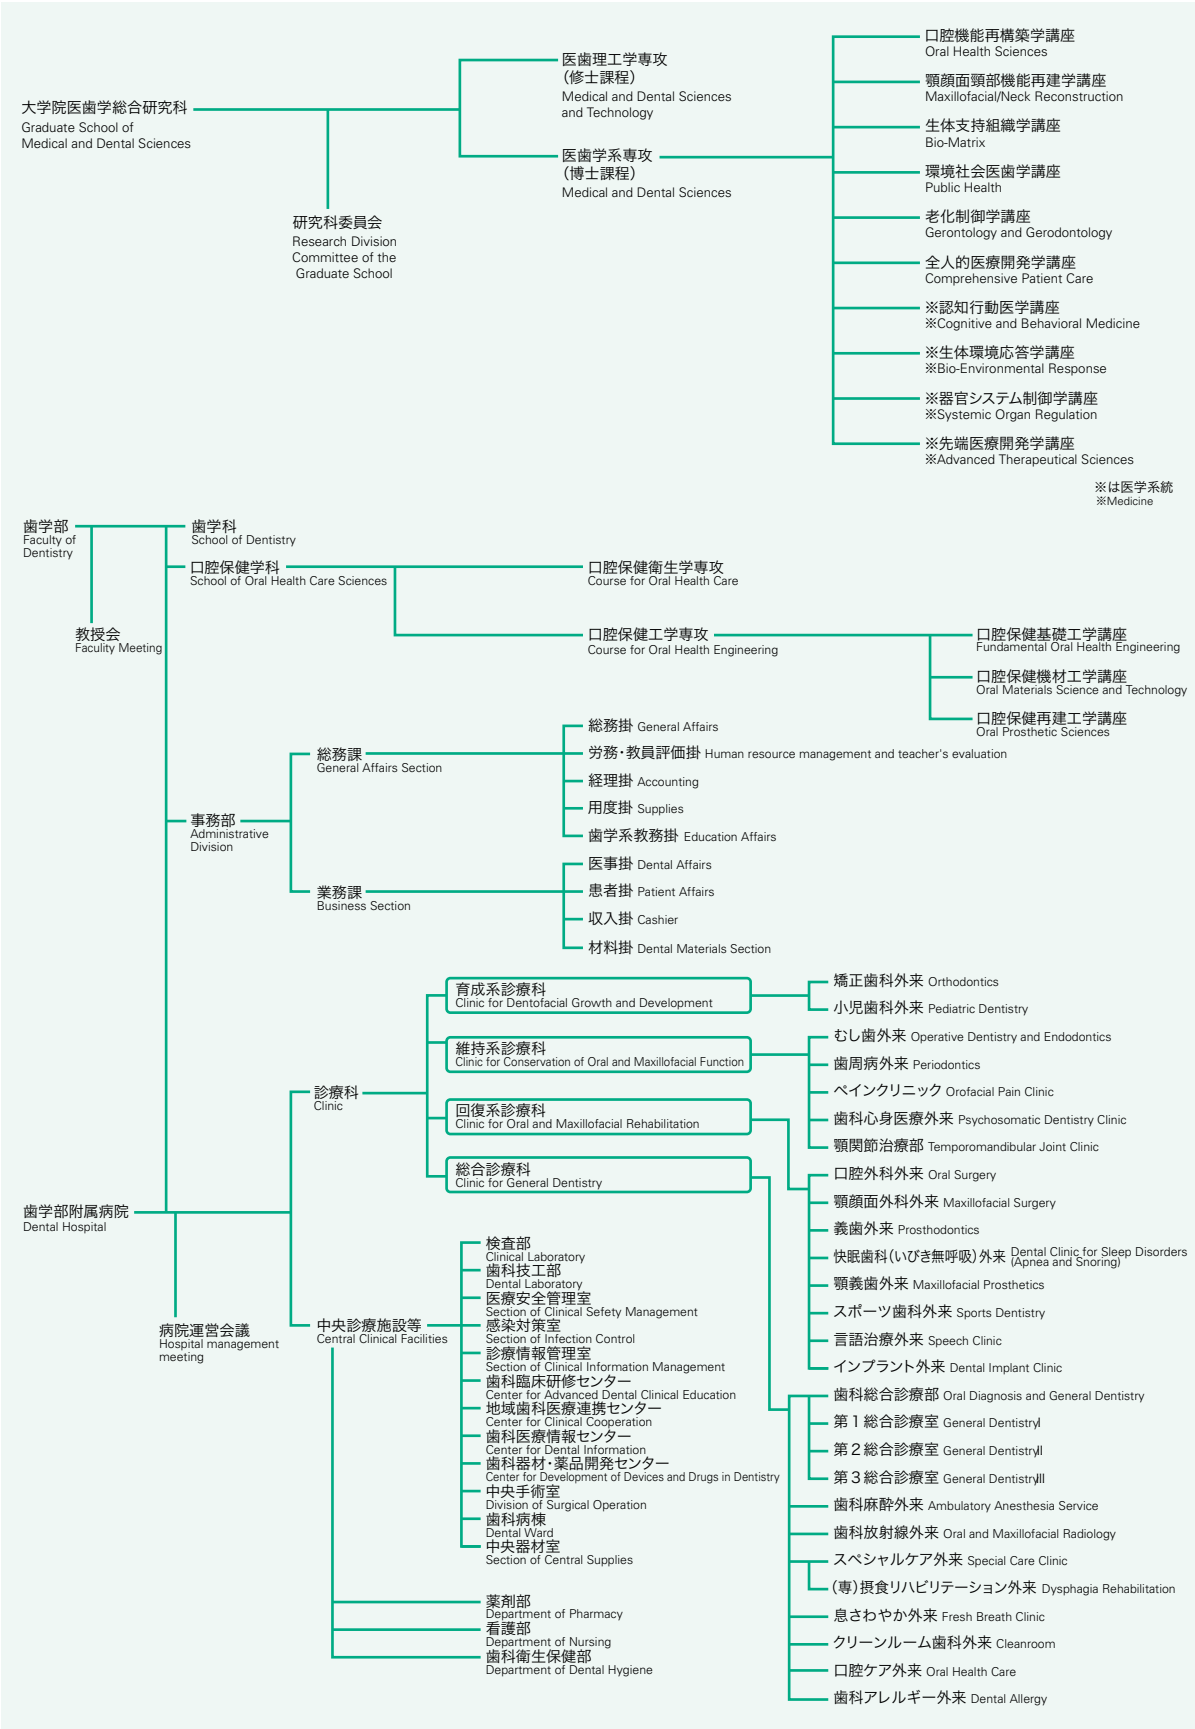 大学院医歯学総合研究科
Graduate School of
Medical and Dental Sciences
研究科委員会
Research Division
Committee of the
Graduate School
医歯理工学専攻
(修士課程)
Medical and Dental Sciences
and Technology
医歯学系専攻
(博士課程)
Medical and Dental Sciences
口腔機能再構築学講座
Oral Health Sciences
顎顔面頸部機能再建学講座
Maxillofacial/Neck Reconstruction
生体支持組織学講座
Bio-Matrix
環境社会医歯学講座
Public Health
老化制御学講座
Gerontology and Gerodontology
全人的医療開発学講座
Comprehensive Patient Care
※認知行動医学講座
※Cognitive and Behavioral Medicine
※生体環境応答学講座
※Bio-Environmental Response
※器官システム制御学講座
※Systemic Organ Regulation
※先端医療開発学講座
※Advanced Therapeutical Sciences
※は医学系統
※Medicine
歯学部
Faculty of
Dentistry
教授会
Faculity Meeting
歯学科
School of Dentistry
口腔保健学科
School of Oral Health Care Sciences
口腔保健衛生学専攻
Course for Oral Health Care
口腔保健工学専攻
Course for Oral Health Engineering
口腔保健基礎工学講座
Fundamental Oral Health Engineering
口腔保健機材工学講座
Oral Materials Science and Technology
口腔保健再建工学講座
Oral Prosthetic Sciences
事務部
Administrative
Division
総務課
General Affairs Section
総務掛 General Affairs
労務・教員評価掛 Human resource management and teacher's evaluation
経理掛 Accounting
用度掛 Supplies
歯学系教務掛 Education Affairs
業務課
Business Section
医事掛 Dental Affairs
患者掛 Patient Affairs
収入掛 Cashier
材料掛 Dental Materials Section
歯学部附属病院
Dental Hospital
病院運営会議
Hospital management
meeting
診療科
Clinic
育成系診療科
Clinic for Dentofacial Growth and Development
矯正歯科外来 Orthodontics
小児歯科外来 Pediatric Dentistry
維持系診療科
Clinic for Conservation of Oral and Maxillofacial Function
むし歯外来 Operative Dentistry and Endodontics
歯周病外来 Periodontics
ペインクリニック Orofacial Pain Clinic
歯科心身医療外来 Psychosomatic Dentistry Clinic
顎関節治療部 Temporomandibular Joint Clinic
回復系診療科
Clinic for Oral and Maxillofacial Rehabilitation
口腔外科外来 Oral Surgery
顎顔面外科外来 Maxillofacial Surgery
義歯外来 Prosthodontics
快眠歯科(いびき無呼吸)外来 Dental Clinic for Sleep Disorders
(Apnea and Snoring)
顎義歯外来 Maxillofacial Prosthetics
スポーツ歯科外来 Sports Dentistry
言語治療外来 Speech Clinic
インプラント外来 Dental Implant Clinic
総合診療科
Clinic for General Dentistry
歯科総合診療部 Oral Diagnosis and General Dentistry
第1総合診療室 General DentistryⅠ
第2総合診療室 General DentistryⅡ
第3総合診療室 General DentistryⅢ
歯科麻酔外来 Ambulatory Anesthesia Service
歯科放射線外来 Oral and Maxillofacial Radiology
スペシャルケア外来 Special Care Clinic
(専)摂食リハビリテーション外来 Dysphagia Rehabilitation
息さわやか外来 Fresh Breath Clinic
クリーンルーム歯科外来 Cleanroom
口腔ケア外来 Oral Health Care
歯科アレルギー外来 Dental Allergy
中央診療施設等
Central Clinical Facilities
検査部
Clinical Laboratory
歯科技工部
Dental Laboratory
医療安全管理室
Section of Clinical Safety Management
感染対策室
Section of Infection Control
診療情報管理室
Section of Clinical Information Management
歯科臨床研修センター
Center for Advanced Dental Clinical Education
地域歯科医療連携センター
Center for Clinical Cooperation
歯科医療情報センター
Center for Dental Information
歯科器材・薬品開発センター
Center for Development of Devices and Drugs in Dentistry
中央手術室
Division of Surgical Operation
歯科病棟
Dental Ward
中央器材室
Section of Central Supplies
薬剤部
Department of Pharmacy
看護部
Department of Nursing
歯科衛生保健部
Department of Dental Hygiene